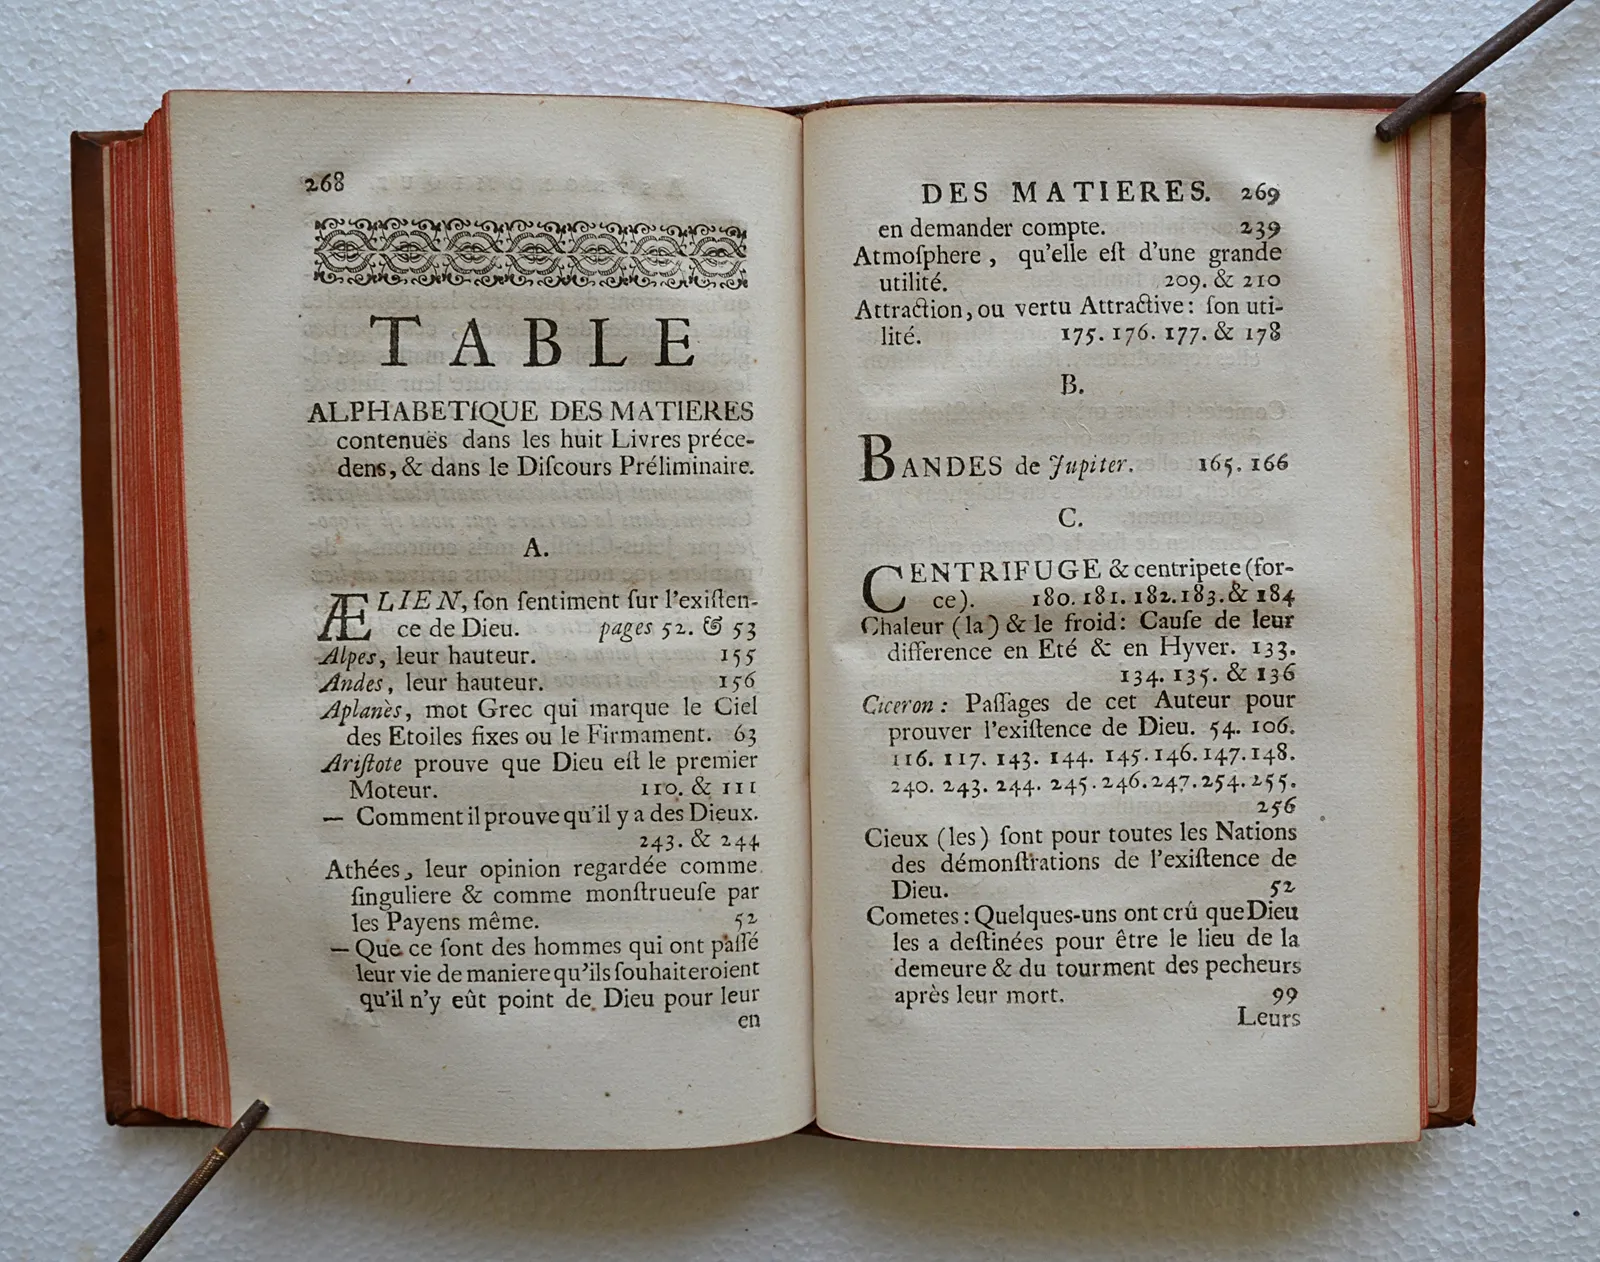 268
TABLE
ALPHABETIQUE DES MATIERES
contenuës dans les huit Livres préce-
dens, & dans le Diſcours Préliminaire.
A.
ÆLIEN, ſon ſentiment ſur l'exiſten-
ce de Dieu. pages 52. & 53
Alpes, leur hauteur. 155
Andes, leur hauteur. 156
Aplanès, mot Grec qui marque le Ciel
des Etoiles fixes ou le Firmament. 63
Ariſtote prouve que Dieu eſt le premier
Moteur. 110. & 111
— Comment il prouve qu'il y a des Dieux.
243. & 244
Athées, leur opinion regardée comme
ſinguliere & comme monſtrueuſe par
les Payens même. 52
— Que ce ſont des hommes qui ont paſſé
leur vie de maniere qu'ils ſouhaiteroient
qu'il n'y eût point de Dieu pour leur
en
DES MATIERES. 269
en demander compte. 239
Atmoſphere, qu'elle eſt d'une grande
utilité. 209. & 210
Attraction, ou vertu Attractive: ſon uti-
lité. 175. 176. 177. & 178
B.
BANDES de Jupiter. 165. 166
C.
CENTRIFUGE & centripete (for-
ce). 180. 181. 182. 183. & 184
Chaleur (la) & le froid: Cauſe de leur
difference en Eté & en Hyver. 133.
134. 135. & 136
Ciceron: Paſſages de cet Auteur pour
prouver l'exiſtence de Dieu. 54. 106.
116. 117. 143. 144. 145. 146. 147. 148.
240. 243. 244. 245. 246. 247. 254. 255.
256
Cieux (les) ſont pour toutes les Nations
des démonſtrations de l'exiſtence de
Dieu. 52
Cometes: Quelques-uns ont crû que Dieu
les a deſtinées pour être le lieu de la
demeure & du tourment des pecheurs
après leur mort. 99
Leurs